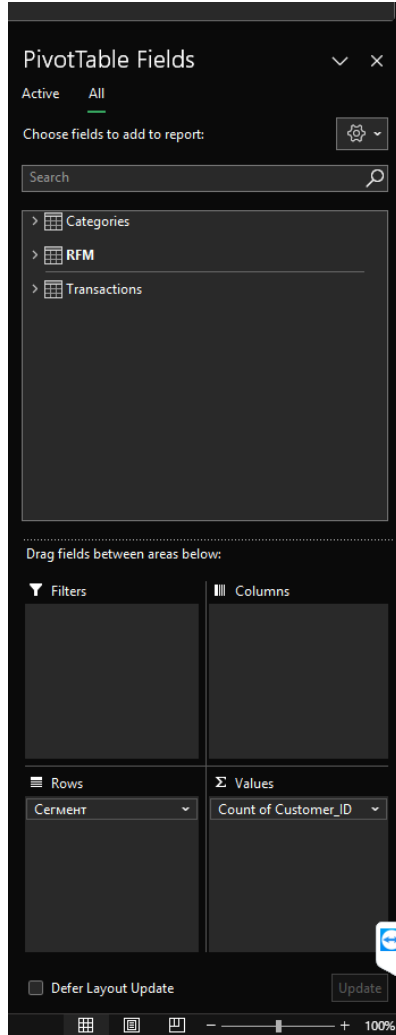 PivotTable Fields
Active All
Choose fields to add to report:
Search
Categories
RFM
Transactions
Drag fields between areas below:
Filters
Columns
Rows
Σ Values
Сегмент
Count of Customer_ID
Defer Layout Update
Update
100%